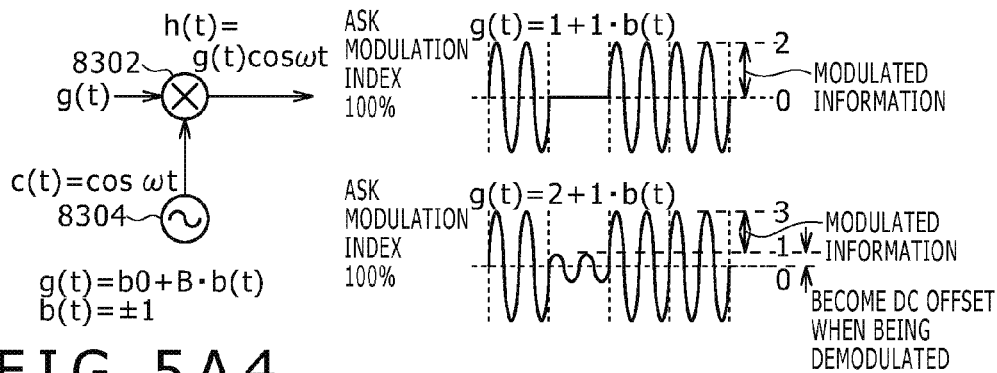 h(t)=
g(t)cosωt
8302
g(t)
c(t)=cos ωt
8304
g(t)=b0+B·b(t)
b(t)=±1
ASK
MODULATION
INDEX
100%
g(t)=1+1·b(t)
2
0
MODULATED
INFORMATION
ASK
MODULATION
INDEX
100%
g(t)=2+1·b(t)
3
1
0
MODULATED
INFORMATION
BECOME DC OFFSET
WHEN BEING
DEMODULATED
FIG. 5A4